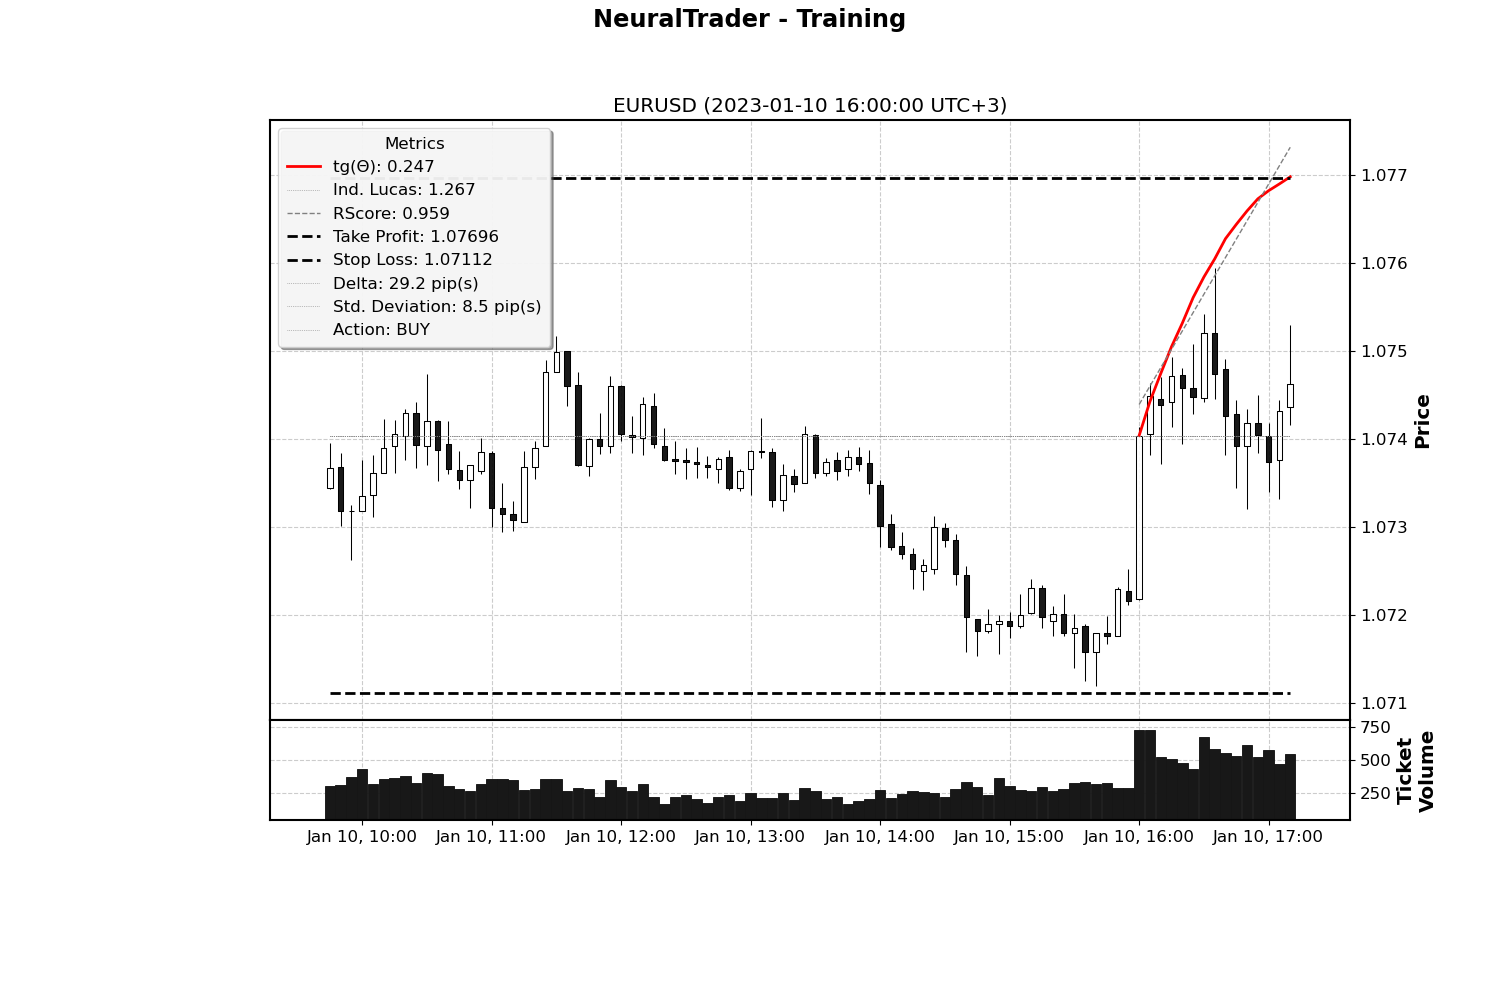 NeuralTrader - Training
EURUSD (2023-01-10 16:00:00 UTC+3)
Metrics
tg(Θ): 0.247
Ind. Lucas: 1.267
RScore: 0.959
Take Profit: 1.07696
Stop Loss: 1.07112
Delta: 29.2 pip(s)
Std. Deviation: 8.5 pip(s)
Action: BUY
1.077
1.076
1.075
1.074
1.073
1.072
1.071
Price
750
500
250
Ticket
Volume
Jan 10, 10:00 Jan 10, 11:00 Jan 10, 12:00 Jan 10, 13:00 Jan 10, 14:00 Jan 10, 15:00 Jan 10, 16:00 Jan 10, 17:00